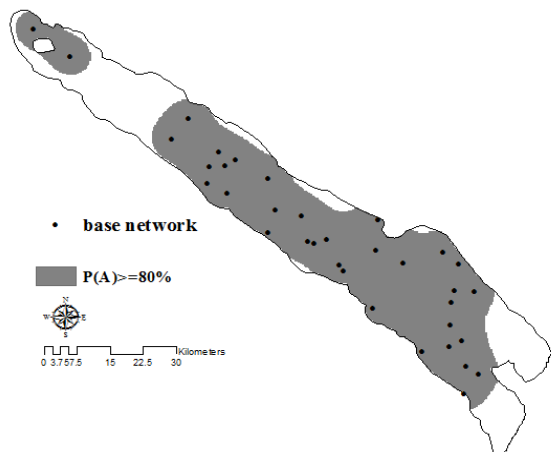 base network
P(A)>=80%
N
W E
S
Kilometers
0 3.757.5 15 22.5 30